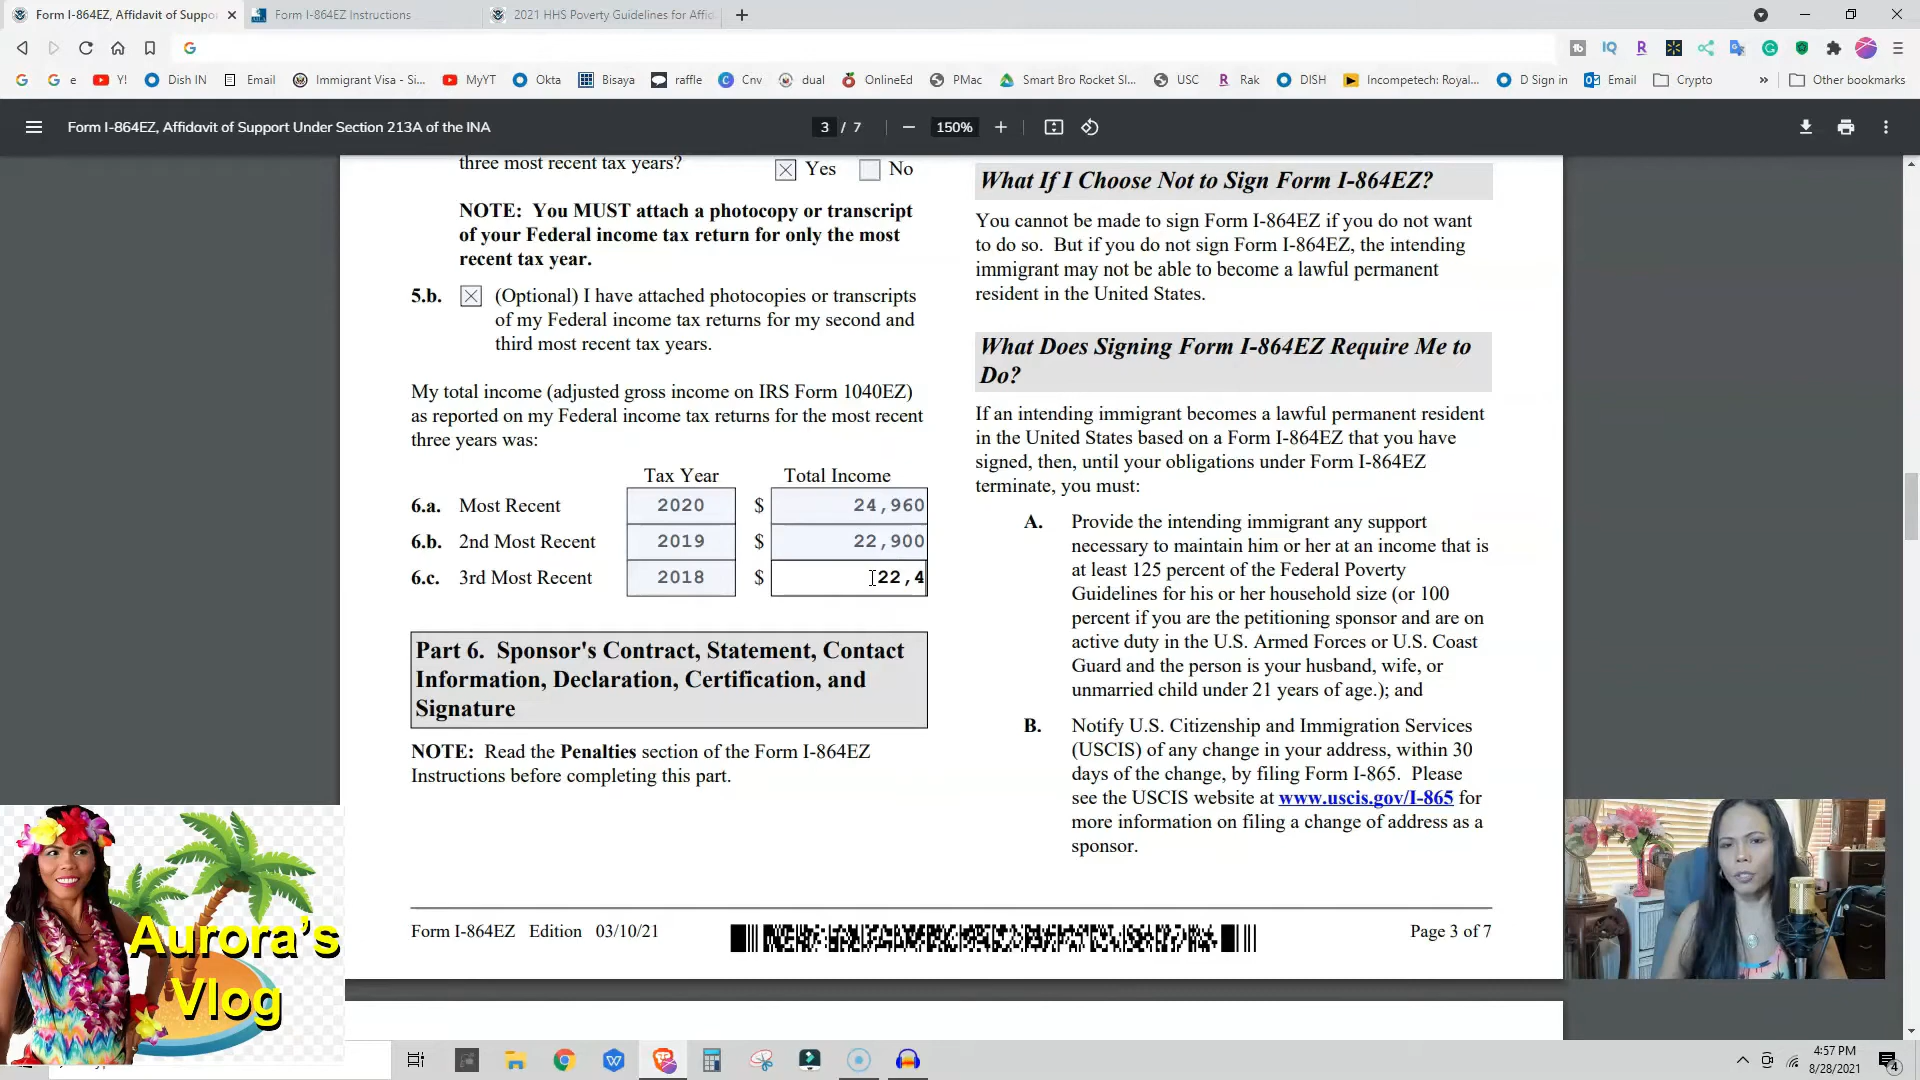 Form I-864EZ, Affidavit of Suppo
Form I-864EZ Instructions
2021 HHS Poverty Guidelines for Affid
G
G e
Y!
Dish IN
Email
Immigrant Visa - Si...
MyYT
Okta
Bisaya
raffle
Cnv
dual
OnlineEd
PMac
Smart Bro Rocket Sl...
USC
Rak
DISH
Incompetech: Royal...
D Sign in
Email
Crypto
»
Other bookmarks
Form I-864EZ, Affidavit of Support Under Section 213A of the INA
3 / 7
150%
three most recent tax years?
Yes
No
NOTE: You MUST attach a photocopy or transcript
of your Federal income tax return for only the most
recent tax year.
5.b. (Optional) I have attached photocopies or transcripts
of my Federal income tax returns for my second and
third most recent tax years.
My total income (adjusted gross income on IRS Form 1040EZ)
as reported on my Federal income tax returns for the most recent
three years was:
Tax Year Total Income
6.a. Most Recent 2020 $ 24,960
6.b. 2nd Most Recent 2019 $ 22,900
6.c. 3rd Most Recent 2018 $ 22,4
Part 6. Sponsor's Contract, Statement, Contact
Information, Declaration, Certification, and
Signature
NOTE: Read the Penalties section of the Form I-864EZ
Instructions before completing this part.
What If I Choose Not to Sign Form I-864EZ?
You cannot be made to sign Form I-864EZ if you do not want
to do so. But if you do not sign Form I-864EZ, the intending
immigrant may not be able to become a lawful permanent
resident in the United States.
What Does Signing Form I-864EZ Require Me to
Do?
If an intending immigrant becomes a lawful permanent resident
in the United States based on a Form I-864EZ that you have
signed, then, until your obligations under Form I-864EZ
terminate, you must:
A. Provide the intending immigrant any support
necessary to maintain him or her at an income that is
at least 125 percent of the Federal Poverty
Guidelines for his or her household size (or 100
percent if you are the petitioning sponsor and are on
active duty in the U.S. Armed Forces or U.S. Coast
Guard and the person is your husband, wife, or
unmarried child under 21 years of age.); and
B. Notify U.S. Citizenship and Immigration Services
(USCIS) of any change in your address, within 30
days of the change, by filing Form I-865. Please
see the USCIS website at www.uscis.gov/I-865 for
more information on filing a change of address as a
sponsor.
Form I-864EZ Edition 03/10/21
Page 3 of 7
Aurora's
Vlog
4:57 PM
8/28/2021
4